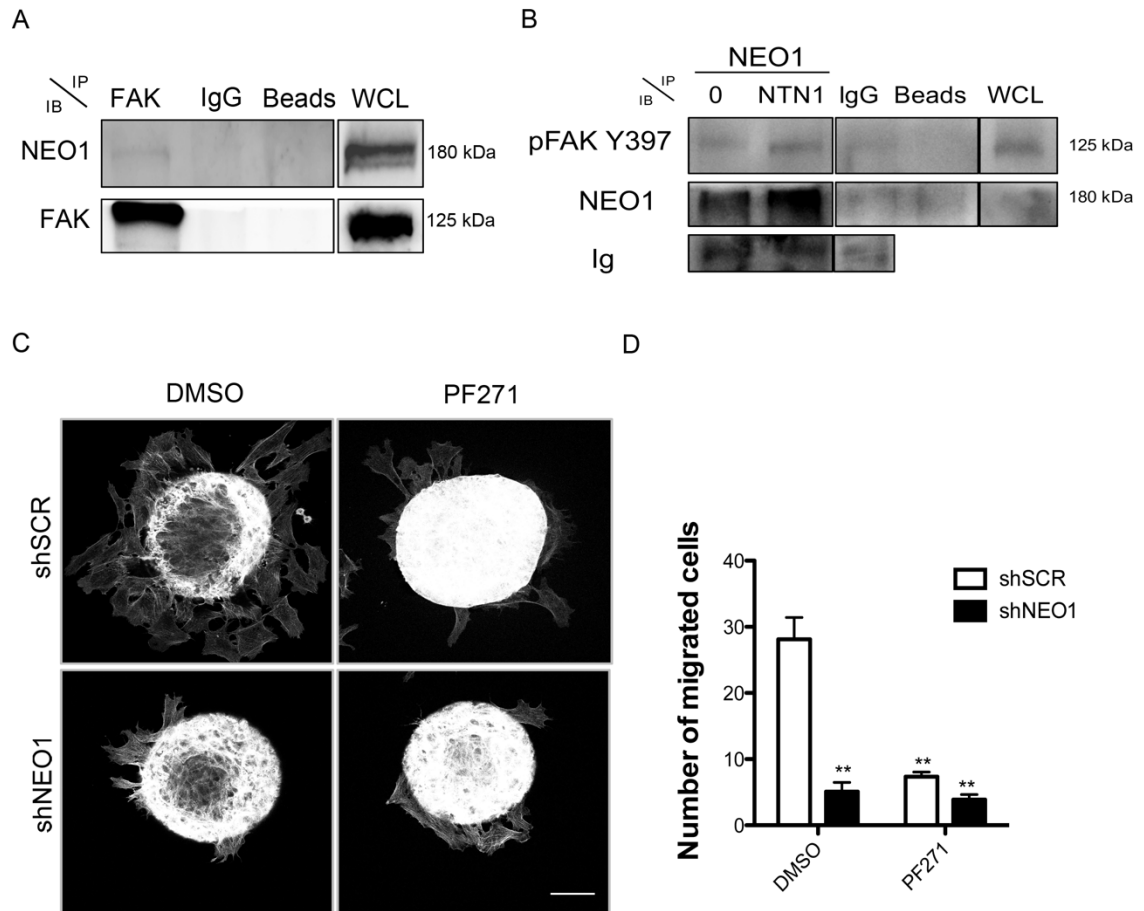 A
IP
IB
FAK IgG Beads WCL
NEO1
180 kDa
FAK
125 kDa
B
NEO1
IP
IB
0 NTN1 IgG Beads WCL
pFAK Y397
125 kDa
NEO1
180 kDa
Ig
C
DMSO PF271
shSCR
shNEO1
D
Number of migrated cells
40
30
20
10
0
shSCR
shNEO1
**
**
**
DMSO
PF271